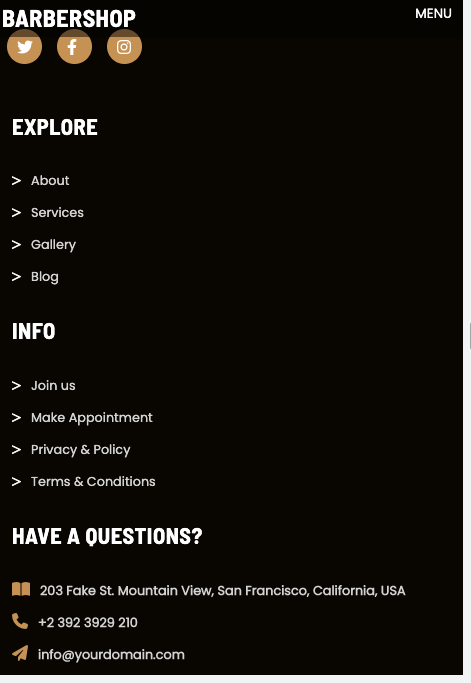 BARBERSHOP
MENU
EXPLORE
> About
> Services
> Gallery
> Blog
INFO
> Join us
> Make Appointment
> Privacy & Policy
> Terms & Conditions
HAVE A QUESTIONS?
203 Fake St. Mountain View, San Francisco, California, USA
+2 392 3929 210
info@yourdomain.com